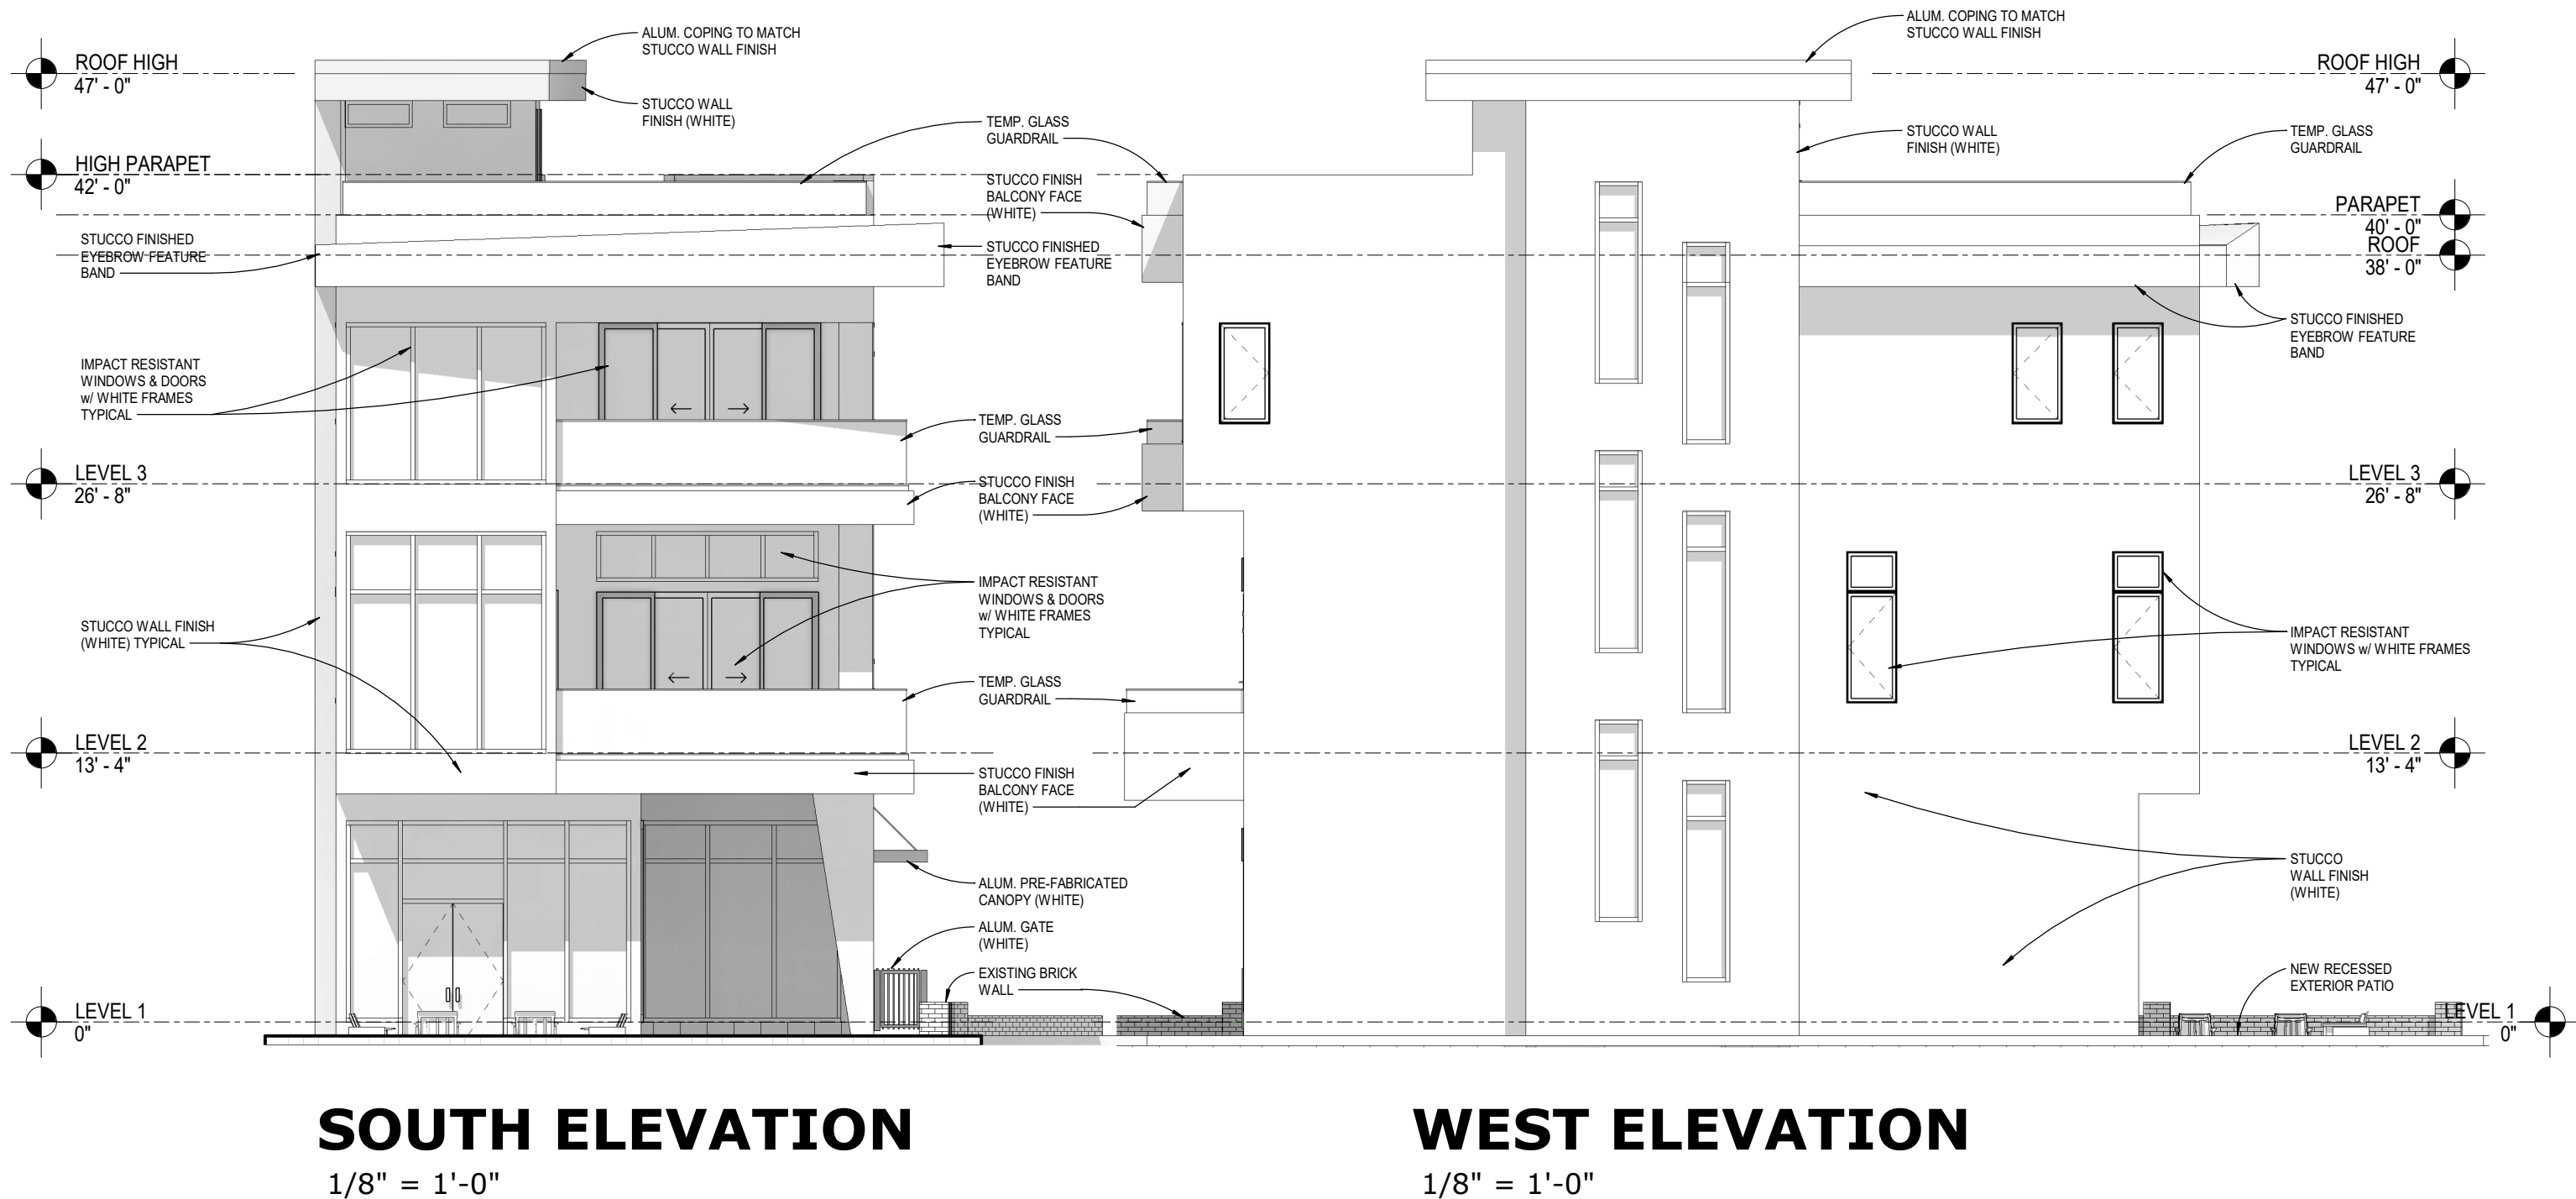 ALUM. COPING TO MATCH
STUCCO WALL FINISH
ROOF HIGH
47' - 0"
STUCCO WALL
FINISH (WHITE)
TEMP. GLASS
GUARDRAIL
HIGH PARAPET
42' - 0"
STUCCO FINISH
BALCONY FACE
(WHITE)
STUCCO FINISHED
EYEBROW FEATURE
BAND
STUCCO FINISHED
EYEBROW FEATURE
BAND
IMPACT RESISTANT
WINDOWS & DOORS
w/ WHITE FRAMES
TYPICAL
TEMP. GLASS
GUARDRAIL
LEVEL 3
26' - 8"
STUCCO FINISH
BALCONY FACE
(WHITE)
IMPACT RESISTANT
WINDOWS & DOORS
w/ WHITE FRAMES
TYPICAL
STUCCO WALL FINISH
(WHITE) TYPICAL
TEMP. GLASS
GUARDRAIL
LEVEL 2
13' - 4"
STUCCO FINISH
BALCONY FACE
(WHITE)
ALUM. PRE-FABRICATED
CANOPY (WHITE)
ALUM. GATE
(WHITE)
EXISTING BRICK
WALL
LEVEL 1
0"
SOUTH ELEVATION
1/8" = 1'-0"
ALUM. COPING TO MATCH
STUCCO WALL FINISH
ROOF HIGH
47' - 0"
STUCCO WALL
FINISH (WHITE)
TEMP. GLASS
GUARDRAIL
PARAPET
40' - 0"
ROOF
38' - 0"
STUCCO FINISHED
EYEBROW FEATURE
BAND
LEVEL 3
26' - 8"
IMPACT RESISTANT
WINDOWS w/ WHITE FRAMES
TYPICAL
LEVEL 2
13' - 4"
STUCCO
WALL FINISH
(WHITE)
NEW RECESSED
EXTERIOR PATIO
LEVEL 1
0"
WEST ELEVATION
1/8" = 1'-0"